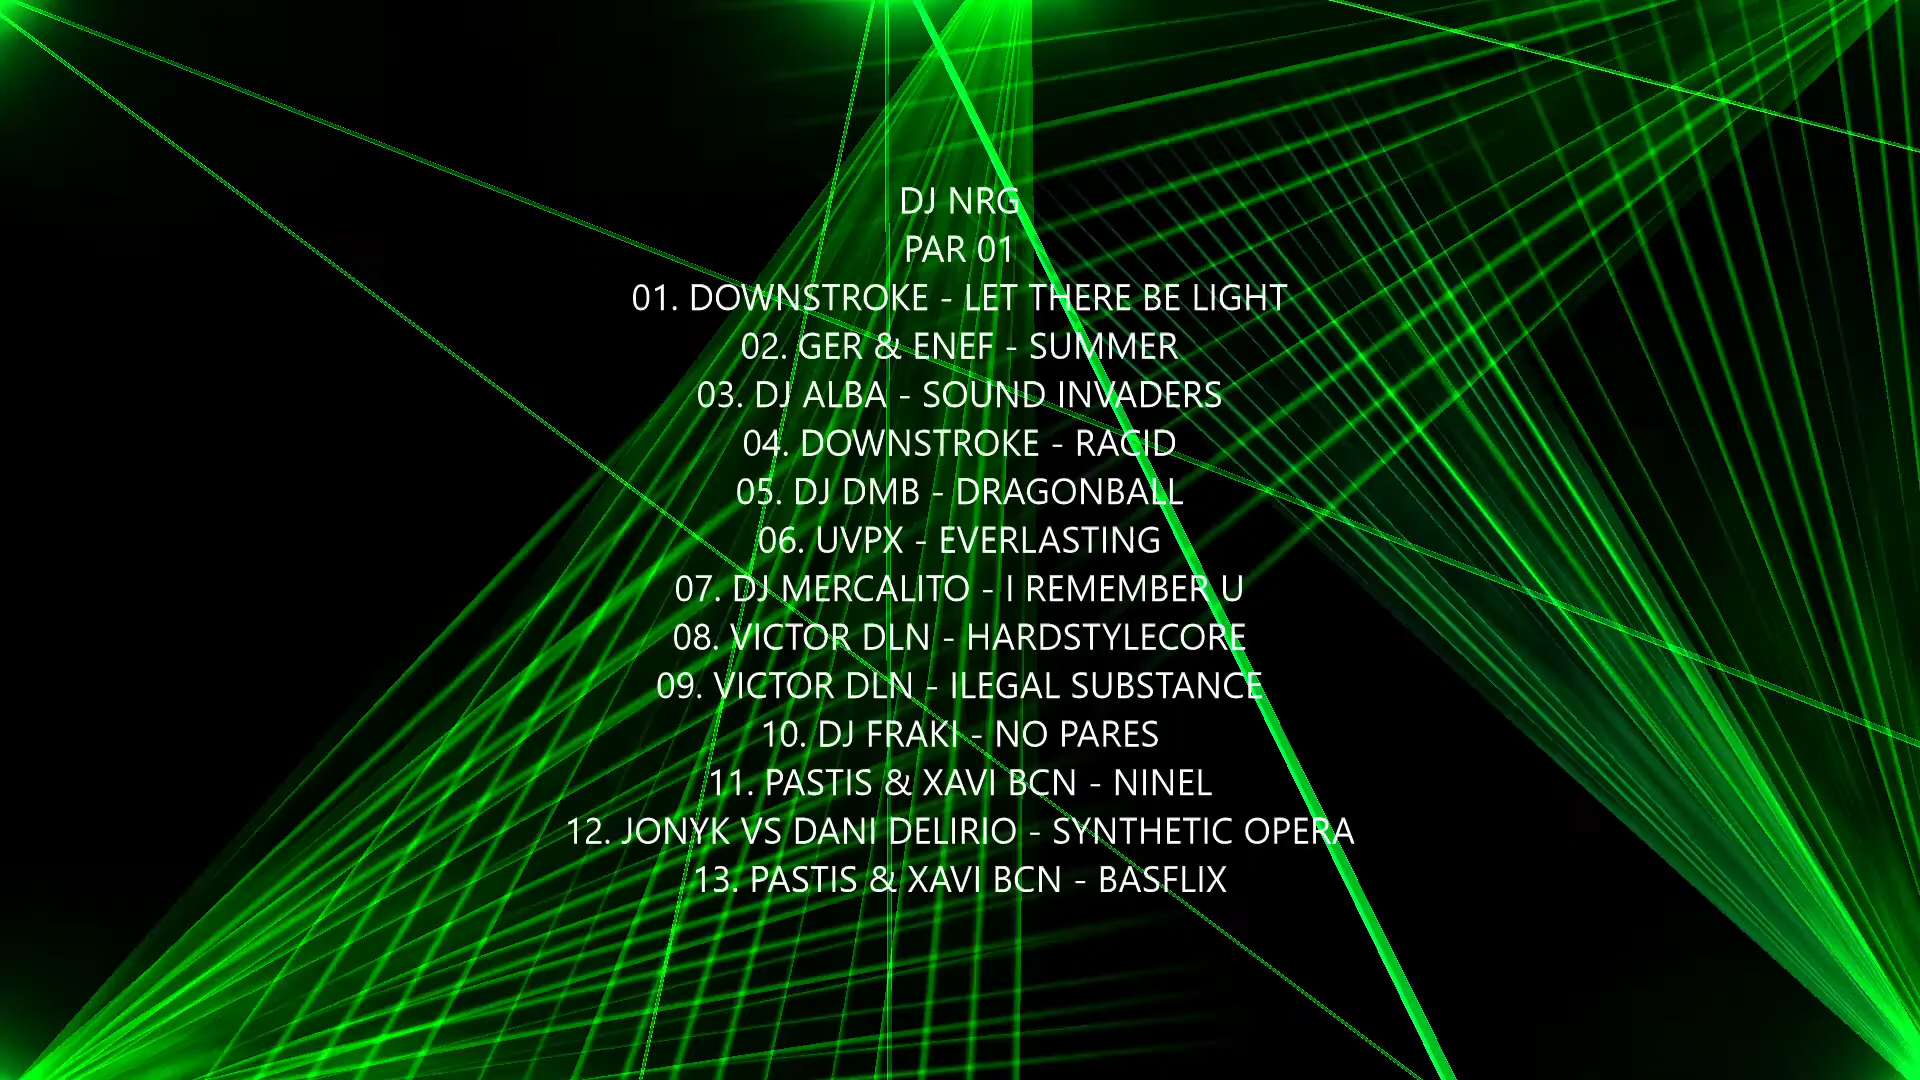 DJ NRG
PAR 01
01. DOWNSTROKE - LET THERE BE LIGHT
02. GER & ENEF - SUMMER
03. DJ ALBA - SOUND INVADERS
04. DOWNSTROKE - RACID
05. DJ DMB - DRAGONBALL
06. UVPX - EVERLASTING
07. DJ MERCALITO - I REMEMBER U
08. VICTOR DLN - HARDSTYLECORE
09. VICTOR DLN - ILEGAL SUBSTANCE
10. DJ FRAKI - NO PARES
11. PASTIS & XAVI BCN - NINEL
12. JONYK VS DANI DELIRIO - SYNTHETIC OPERA
13. PASTIS & XAVI BCN - BASFLIX